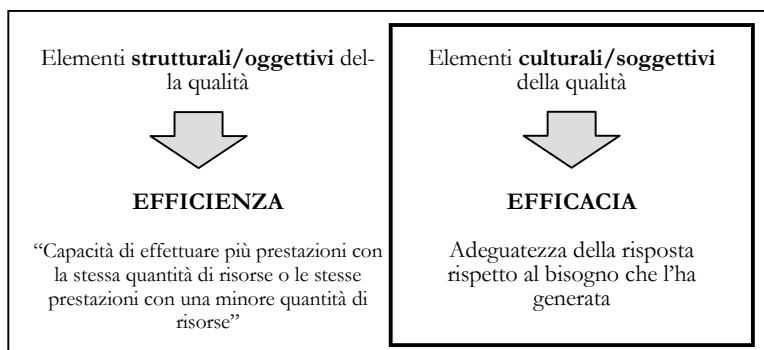 Elementi strutturali/oggettivi del-
la qualità
EFFICIENZA
“Capacità di effettuare più prestazioni con
la stessa quantità di risorse o le stesse
prestazioni con una minore quantità di
risorse”
Elementi culturali/soggettivi
della qualità
EFFICACIA
Adeguatezza della risposta
rispetto al bisogno che l’ha
generata